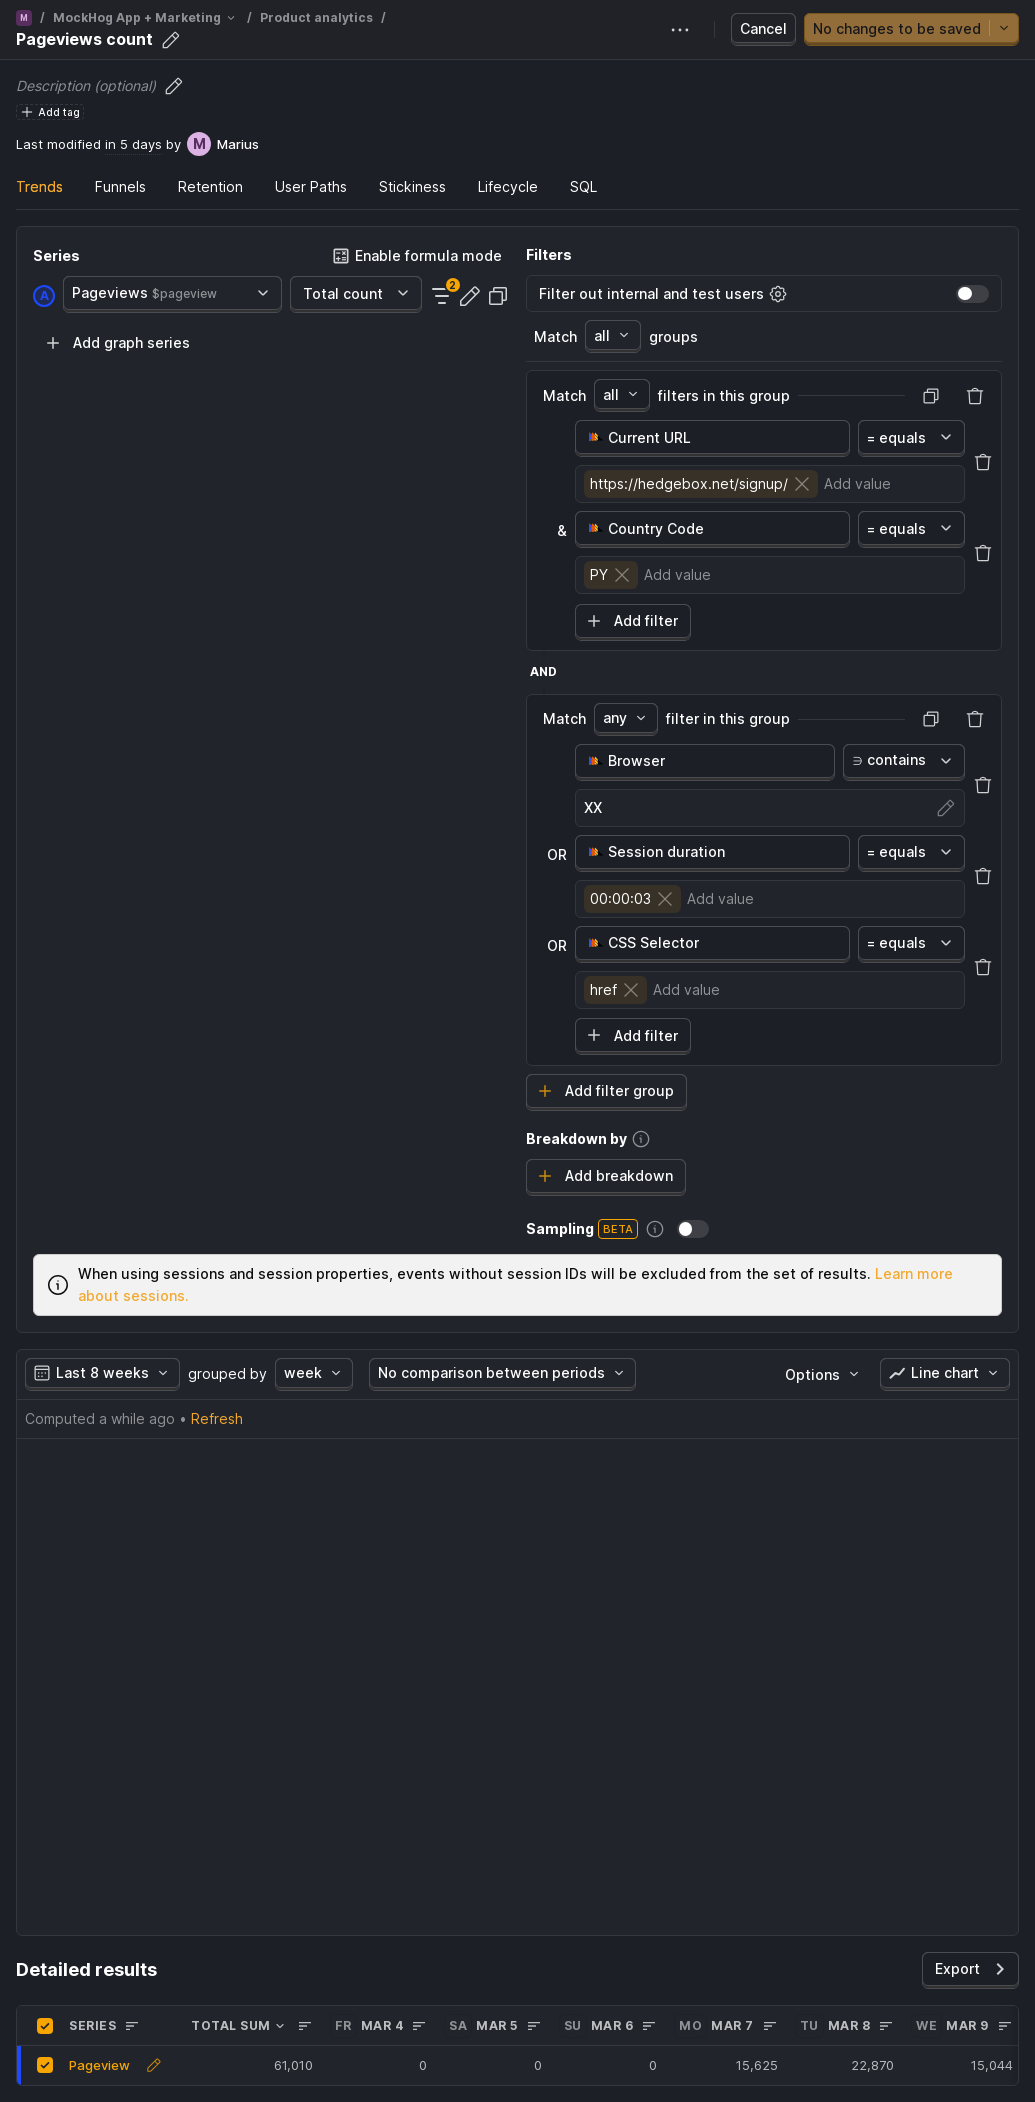 M / MockHog App + Marketing / Product analytics /
Pageviews count
Cancel
No changes to be saved
Description (optional)
Add tag
Last modified in 5 days by M Marius
Trends Funnels Retention User Paths Stickiness Lifecycle SQL
Series
Enable formula mode
A Pageviews $pageview Total count 2
Add graph series
Filters
Filter out internal and test users
Match all groups
Match all filters in this group
Current URL = equals
https://hedgebox.net/signup/ Add value
& Country Code = equals
PY Add value
Add filter
AND
Match any filter in this group
Browser ∋ contains
XX
OR Session duration = equals
00:00:03 Add value
OR CSS Selector = equals
href Add value
Add filter
Add filter group
Breakdown by
Add breakdown
Sampling BETA
When using sessions and session properties, events without session IDs will be excluded from the set of results. Learn more
about sessions.
Last 8 weeks grouped by week No comparison between periods Options Line chart
Computed a while ago • Refresh
Detailed results
Export
SERIES TOTAL SUM FR MAR 4 SA MAR 5 SU MAR 6 MO MAR 7 TU MAR 8 WE MAR 9
Pageview 61,010 0 0 0 15,625 22,870 15,044